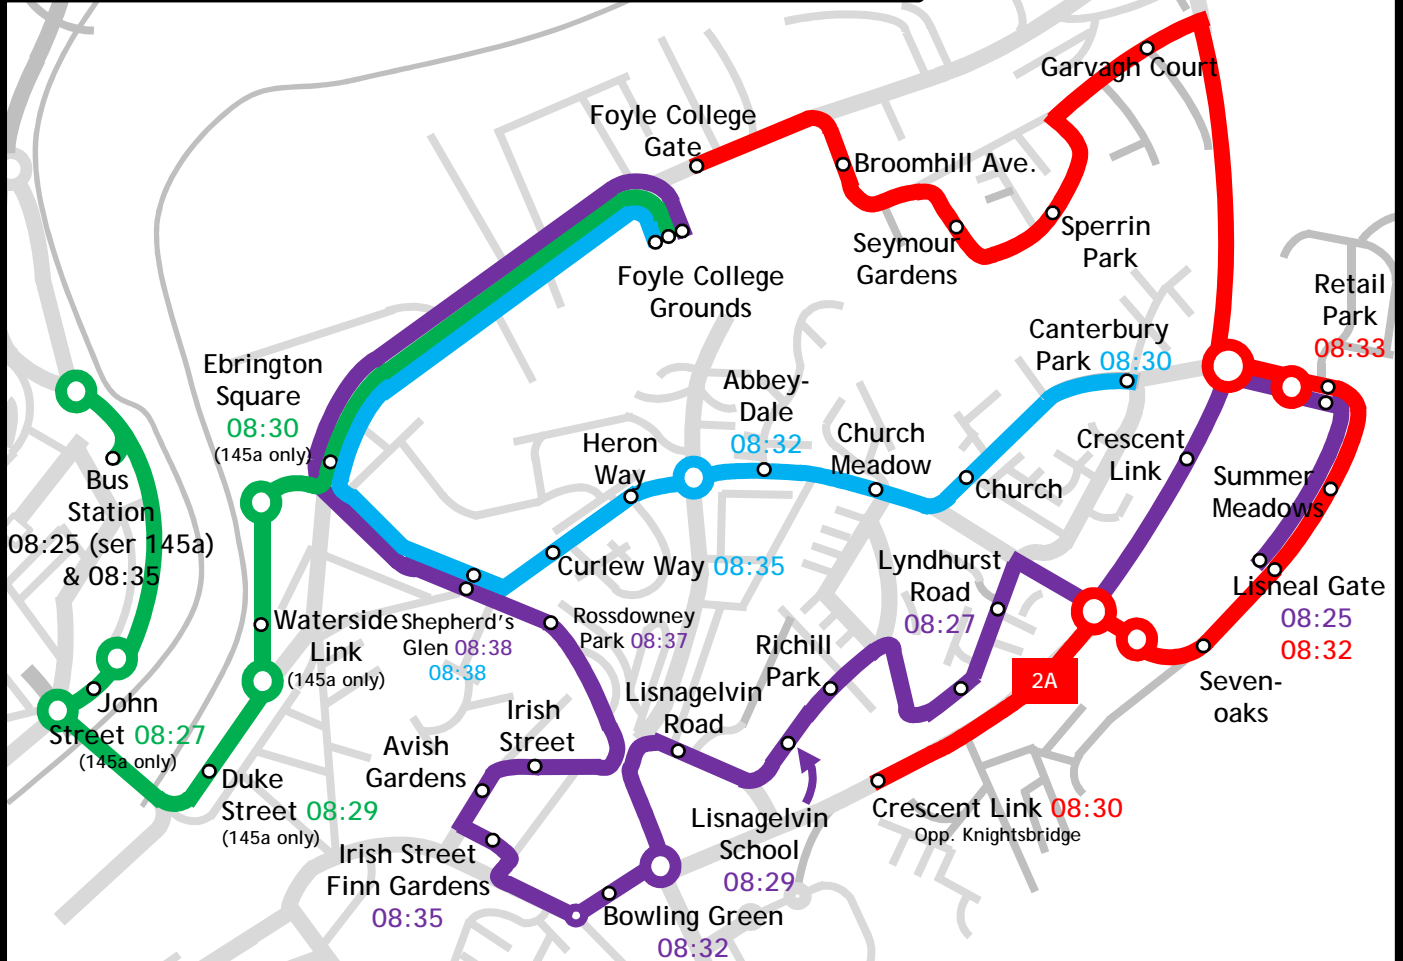 Garvagh Court
Foyle College
Gate
Broomhill Ave.
Seymour
Gardens
Sperrin
Park
Foyle College
Grounds
Retail
Park
08:33
Canterbury
Park 08:30
Ebrington
Square
08:30
(145a only)
Abbey-
Dale
08:32
Heron
Way
Church
Meadow
Church
Crescent
Link
Summer
Meadows
Bus
Station
08:25 (ser 145a)
& 08:35
Curlew Way 08:35
Lyndhurst
Road
08:27
Lisneal Gate
08:25
08:32
Waterside
Link
(145a only)
Shepherd's
Glen 08:38
08:38
Rossdowney
Park 08:37
Richill
Park
2A
Seven-
oaks
John
Street 08:27
(145a only)
Irish
Street
Lisnagelvin
Road
Avish
Gardens
Duke
Street 08:29
(145a only)
Crescent Link 08:30
Opp. Knightsbridge
Lisnagelvin
School
08:29
Irish Street
Finn Gardens
08:35
Bowling Green
08:32